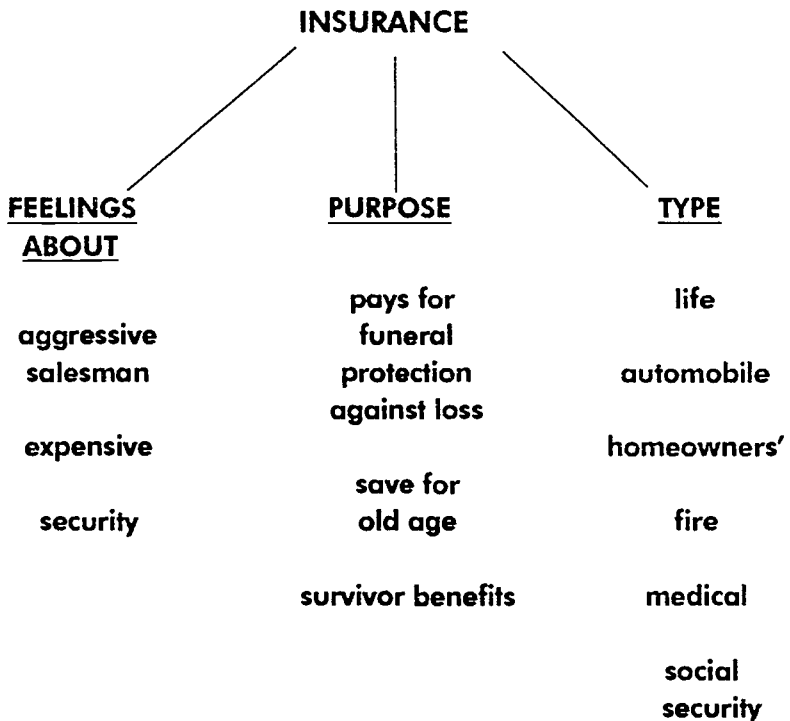 INSURANCE
FEELINGS
ABOUT
aggressive
salesman
expensive
security
PURPOSE
pays for
funeral
protection
against loss
save for
old age
survivor benefits
TYPE
life
automobile
homeowners'
fire
medical
social
security